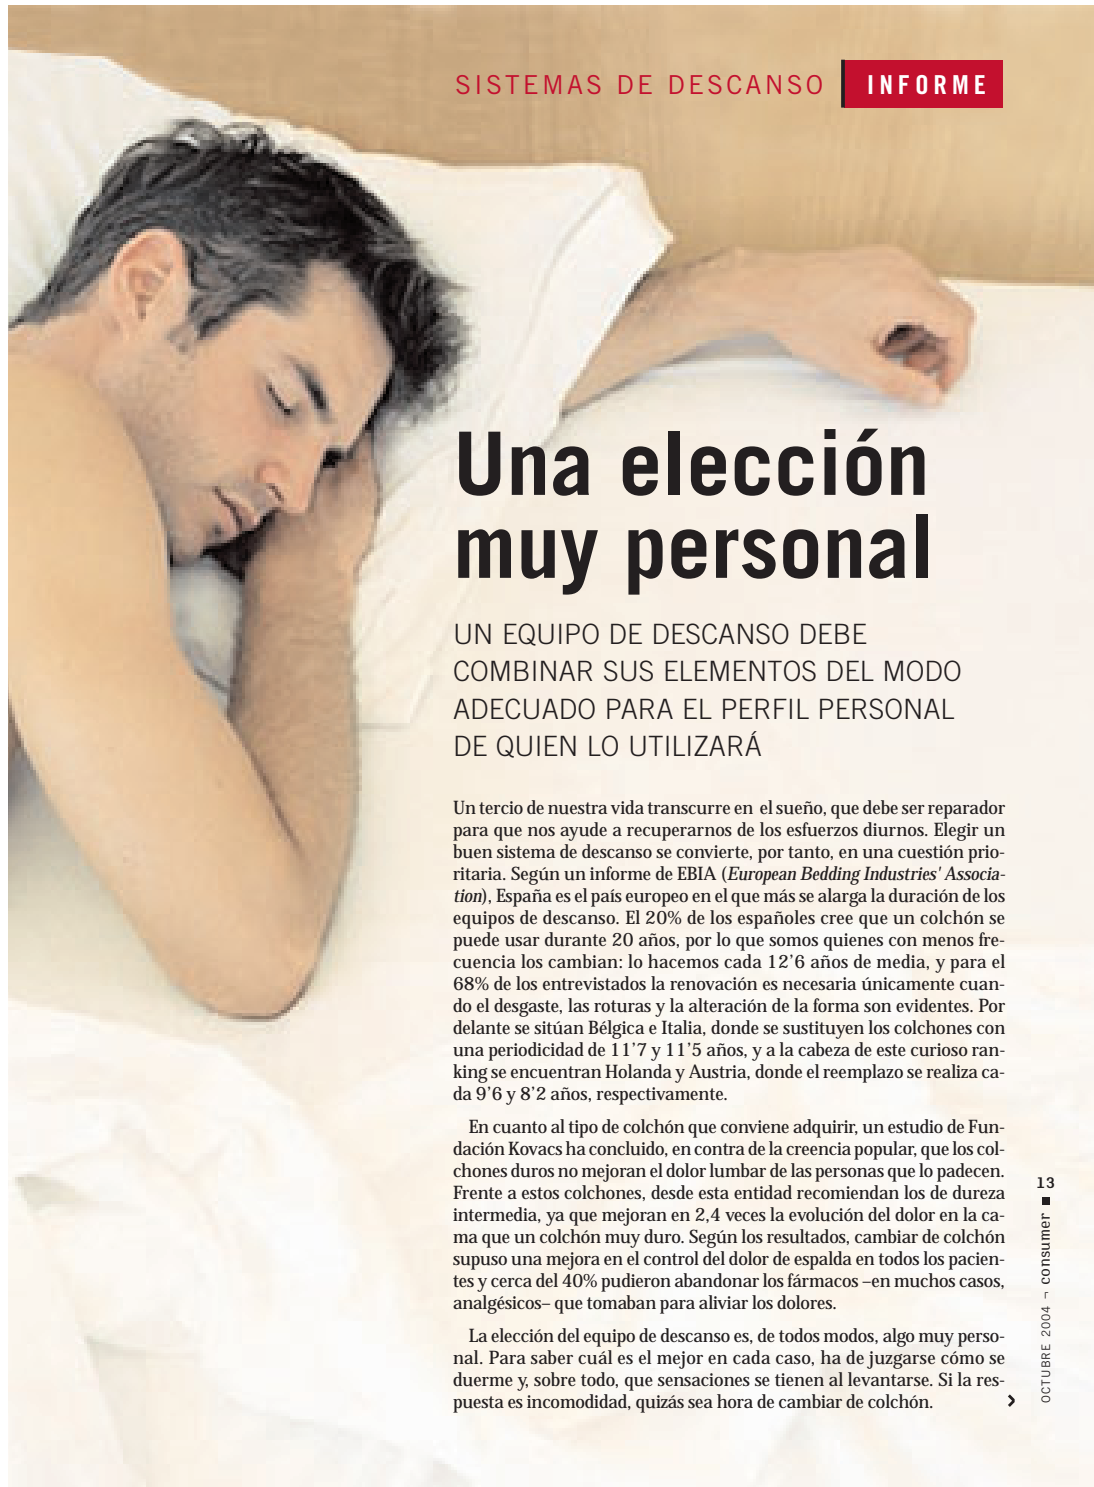 SISTEMAS DE DESCANSO INFORME
Una elección
muy personal
UN EQUIPO DE DESCANSO DEBE
COMBINAR SUS ELEMENTOS DEL MODO
ADECUADO PARA EL PERFIL PERSONAL
DE QUIEN LO UTILIZARÁ
Un tercio de nuestra vida transcurre en el sueño, que debe ser reparador
para que nos ayude a recuperarnos de los esfuerzos diurnos. Elegir un
buen sistema de descanso se convierte, por tanto, en una cuestión prio-
ritaria. Según un informe de EBIA (European Bedding Industries' Associa-
tion), España es el país europeo en el que más se alarga la duración de los
equipos de descanso. El 20% de los españoles cree que un colchón se
puede usar durante 20 años, por lo que somos quienes con menos fre-
cuencia los cambian: lo hacemos cada 12’6 años de media, y para el
68% de los entrevistados la renovación es necesaria únicamente cuan-
do el desgaste, las roturas y la alteración de la forma son evidentes. Por
delante se sitúan Bélgica e Italia, donde se sustituyen los colchones con
una periodicidad de 11’7 y 11’5 años, y a la cabeza de este curioso ran-
king se encuentran Holanda y Austria, donde el reemplazo se realiza ca-
da 9’6 y 8’2 años, respectivamente.
En cuanto al tipo de colchón que conviene adquirir, un estudio de Fun-
dación Kovacs ha concluido, en contra de la creencia popular, que los col-
chones duros no mejoran el dolor lumbar de las personas que lo padecen.
Frente a estos colchones, desde esta entidad recomiendan los de dureza
intermedia, ya que mejoran en 2,4 veces la evolución del dolor en la ca-
ma que un colchón muy duro. Según los resultados, cambiar de colchón
supuso una mejora en el control del dolor de espalda en todos los pacien-
tes y cerca del 40% pudieron abandonar los fármacos –en muchos casos,
analgésicos– que tomaban para aliviar los dolores.
La elección del equipo de descanso es, de todos modos, algo muy perso-
nal. Para saber cuál es el mejor en cada caso, ha de juzgarse cómo se
duerme y, sobre todo, que sensaciones se tienen al levantarse. Si la res-
puesta es incomodidad, quizás sea hora de cambiar de colchón.
13
OCTUBRE 2004 ¬ consumer ■